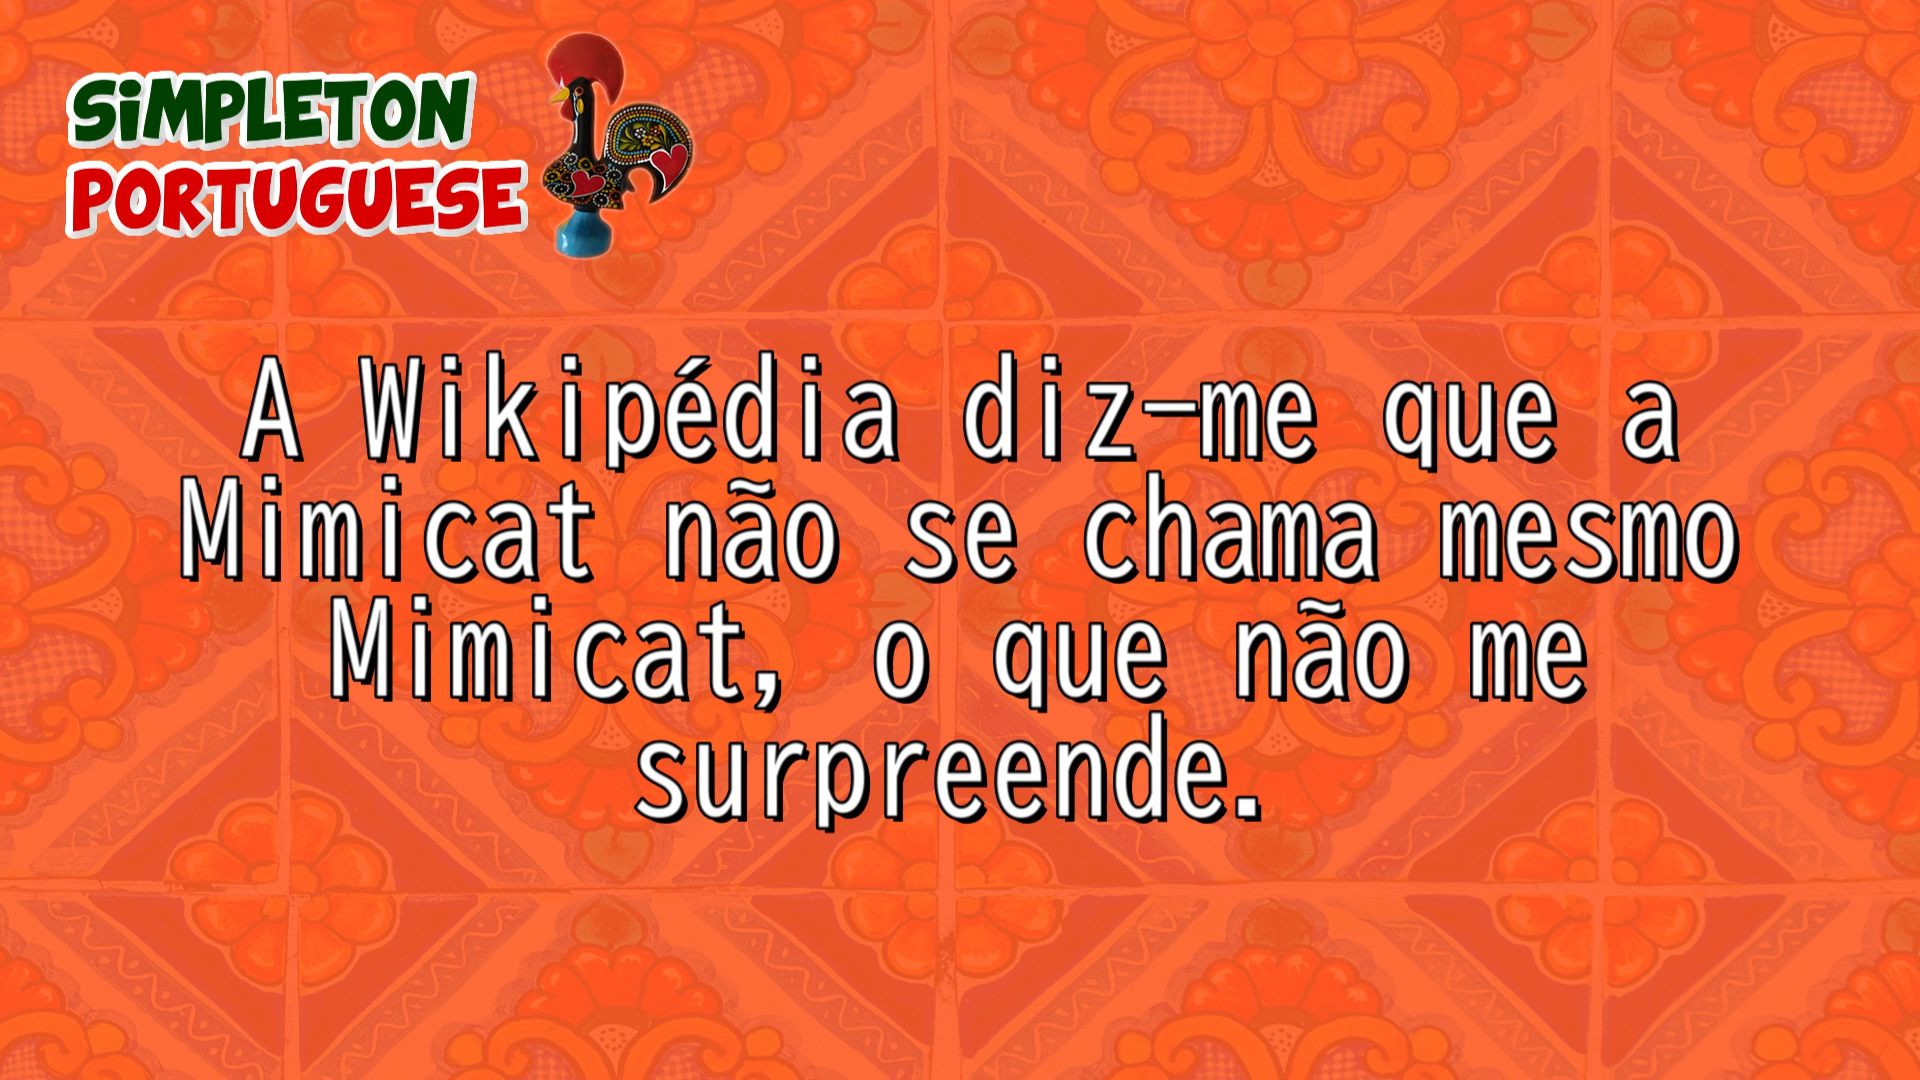 SiMPLETON
PORTUGUESE
A Wikipédia diz-me que a
Mimicat não se chama mesmo
Mimicat, o que não me
surpreende.